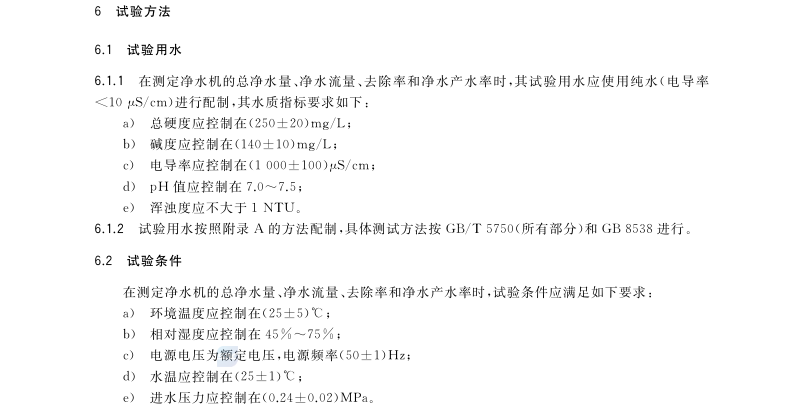 6 试验方法
6.1 试验用水
6.1.1 在测定净水机的总净水量、净水流量、去除率和净水产水率时,其试验用水应使用纯水(电导率
<10 μS/cm)进行配制,其水质指标要求如下:
a) 总硬度应控制在(250±20)mg/L;
b) 碱度应控制在(140±10)mg/L;
c) 电导率应控制在(1 000±100)μS/cm;
d) pH 值应控制在 7.0~7.5;
e) 浑浊度应不大于 1 NTU。
6.1.2 试验用水按照附录 A 的方法配制,具体测试方法按 GB/T 5750(所有部分)和 GB 8538 进行。
6.2 试验条件
在测定净水机的总净水量、净水流量、去除率和净水产水率时,试验条件应满足如下要求:
a) 环境温度应控制在(25±5)℃;
b) 相对湿度应控制在 45%~75%;
c) 电源电压为额定电压,电源频率(50±1)Hz;
d) 水温应控制在(25±1)℃;
e) 进水压力应控制在(0.24±0.02)MPa。